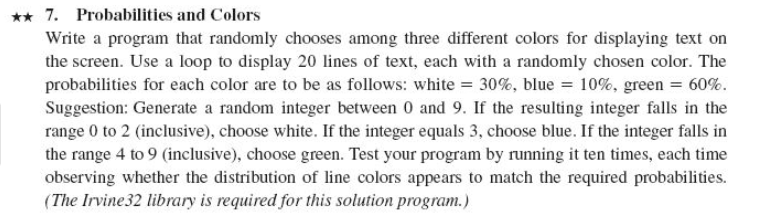 ★★ 7. Probabilities and Colors
Write a program that randomly chooses among three different colors for displaying text on
the screen. Use a loop to display 20 lines of text, each with a randomly chosen color. The
probabilities for each color are to be as follows: white = 30%, blue = 10%, green = 60%.
Suggestion: Generate a random integer between 0 and 9. If the resulting integer falls in the
range 0 to 2 (inclusive), choose white. If the integer equals 3, choose blue. If the integer falls in
the range 4 to 9 (inclusive), choose green. Test your program by running it ten times, each time
observing whether the distribution of line colors appears to match the required probabilities.
(The Irvine32 library is required for this solution program.)